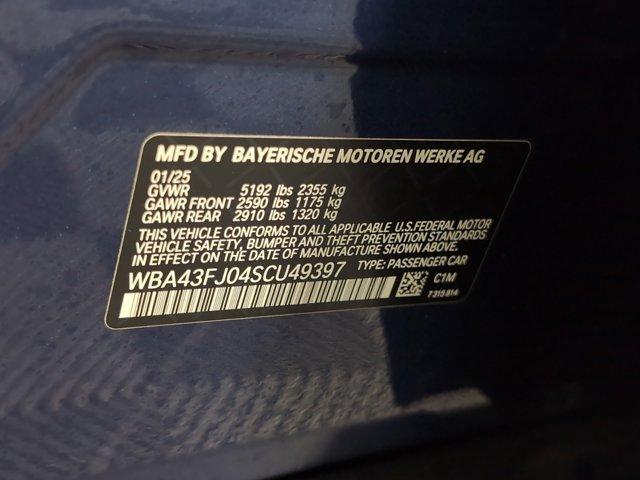 MFD BY BAYERISCHE MOTOREN WERKE AG
01/25
GVWR 5192 lbs 2355 kg
GAWR FRONT 2590 lbs 1175 kg
GAWR REAR 2910 lbs 1320 kg
THIS VEHICLE CONFORMS TO ALL APPLICABLE U.S.FEDERAL MOTOR
VEHICLE SAFETY, BUMPER AND THEFT PREVENTION STANDARDS
IN EFFECT ON THE DATE OF MANUFACTURE SHOWN ABOVE.
WBA43FJ04SCU49397 TYPE: PASSENGER CAR
C1M
7315814